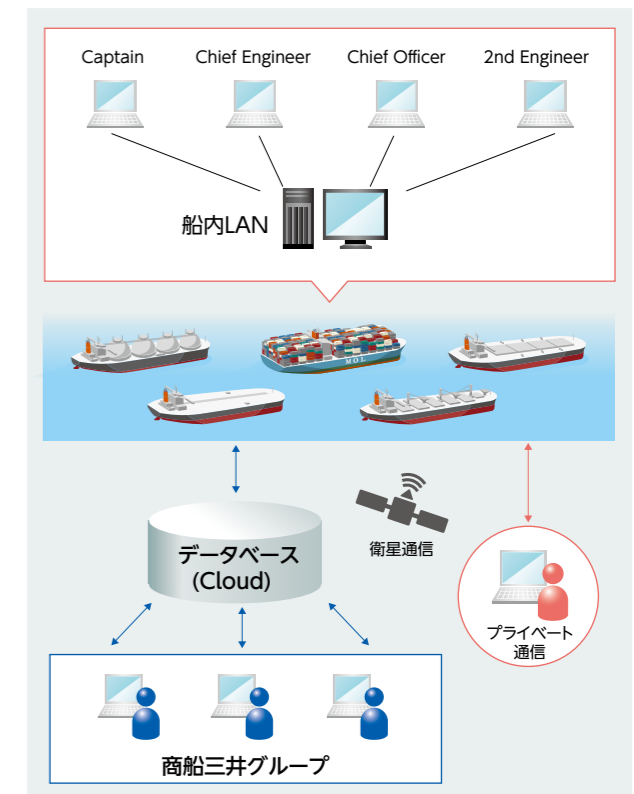 Captain
Chief Engineer
Chief Officer
2nd Engineer
船内LAN
MOL
データベース
(Cloud)
衛星通信
プライベート
通信
商船三井グループ